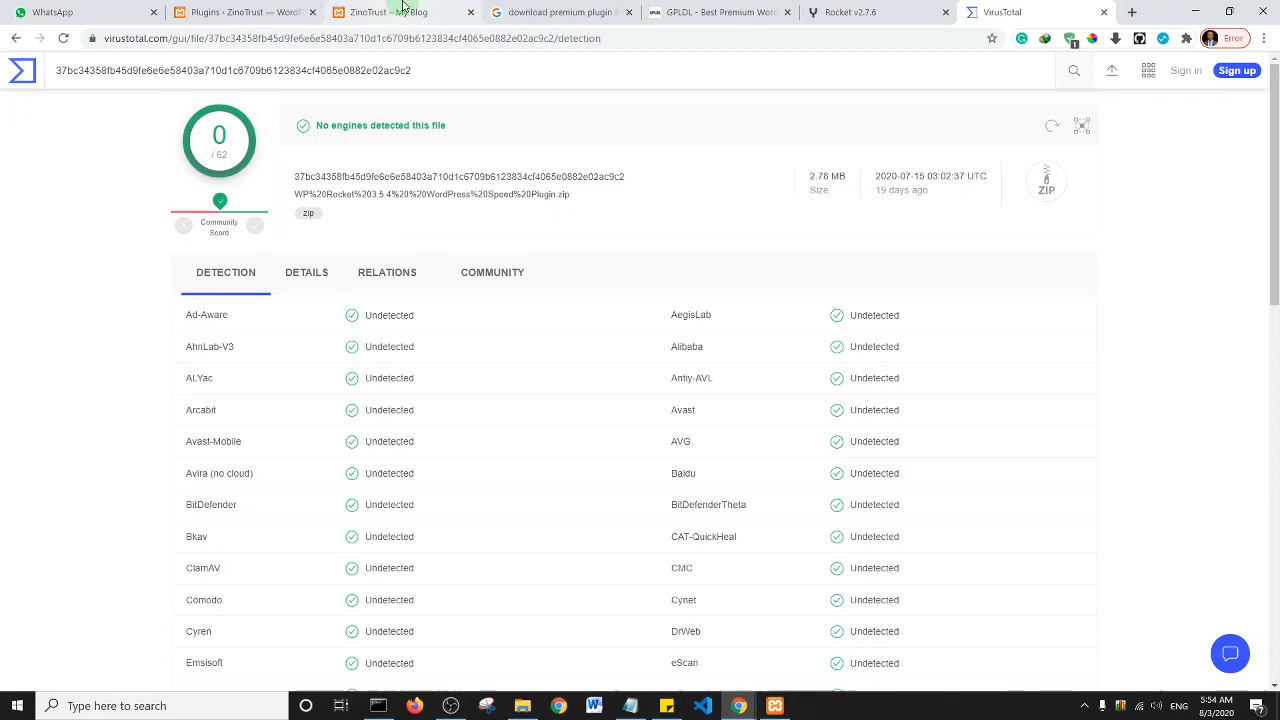 WhatsApp
Plugins ‹ ZinoTrust — WordP
ZinoTrust – My Blog
download premium plugin f
GPLDL - Best Premium Word
Rocket v2.7.6
VirusTotal
virustotal.com/gui/file/37bc34358fb45d9fe6e6e58403a710d1c6709b6123834cf4065e0882e02ac9c2/detection
1
Error
37bc34358fb45d9fe6e6e58403a710d1c6709b6123834cf4085e0882e02ac9c2
Sign in
Sign up
0
/ 62
Community
Score
No engines detected this file
37bc34358fb45d9fe6e6e58403a710d1c6709b6123834cf4065e0882e02ac9c2
WP%20Rocket%203.5.4%20%20WordPress%20Speed%20Plugin.zip
zip
2.78 MB
Size
2020-07-15 03:02:37 UTC
19 days ago
ZIP
DETECTION
DETAILS
RELATIONS
COMMUNITY
Ad-Aware Undetected AegisLab Undetected
AhnLab-V3 Undetected Alibaba Undetected
ALYac Undetected Antiy-AVL Undetected
Arcabit Undetected Avast Undetected
Avast-Mobile Undetected AVG Undetected
Avira (no cloud) Undetected Baidu Undetected
BitDefender Undetected BitDefenderTheta Undetected
Bkav Undetected CAT-QuickHeal Undetected
ClamAV Undetected CMC Undetected
Comodo Undetected Cynet Undetected
Cyren Undetected DrWeb Undetected
Emsisoft Undetected eScan Undetected
Type here to search
ENG
5:54 AM
8/3/2020